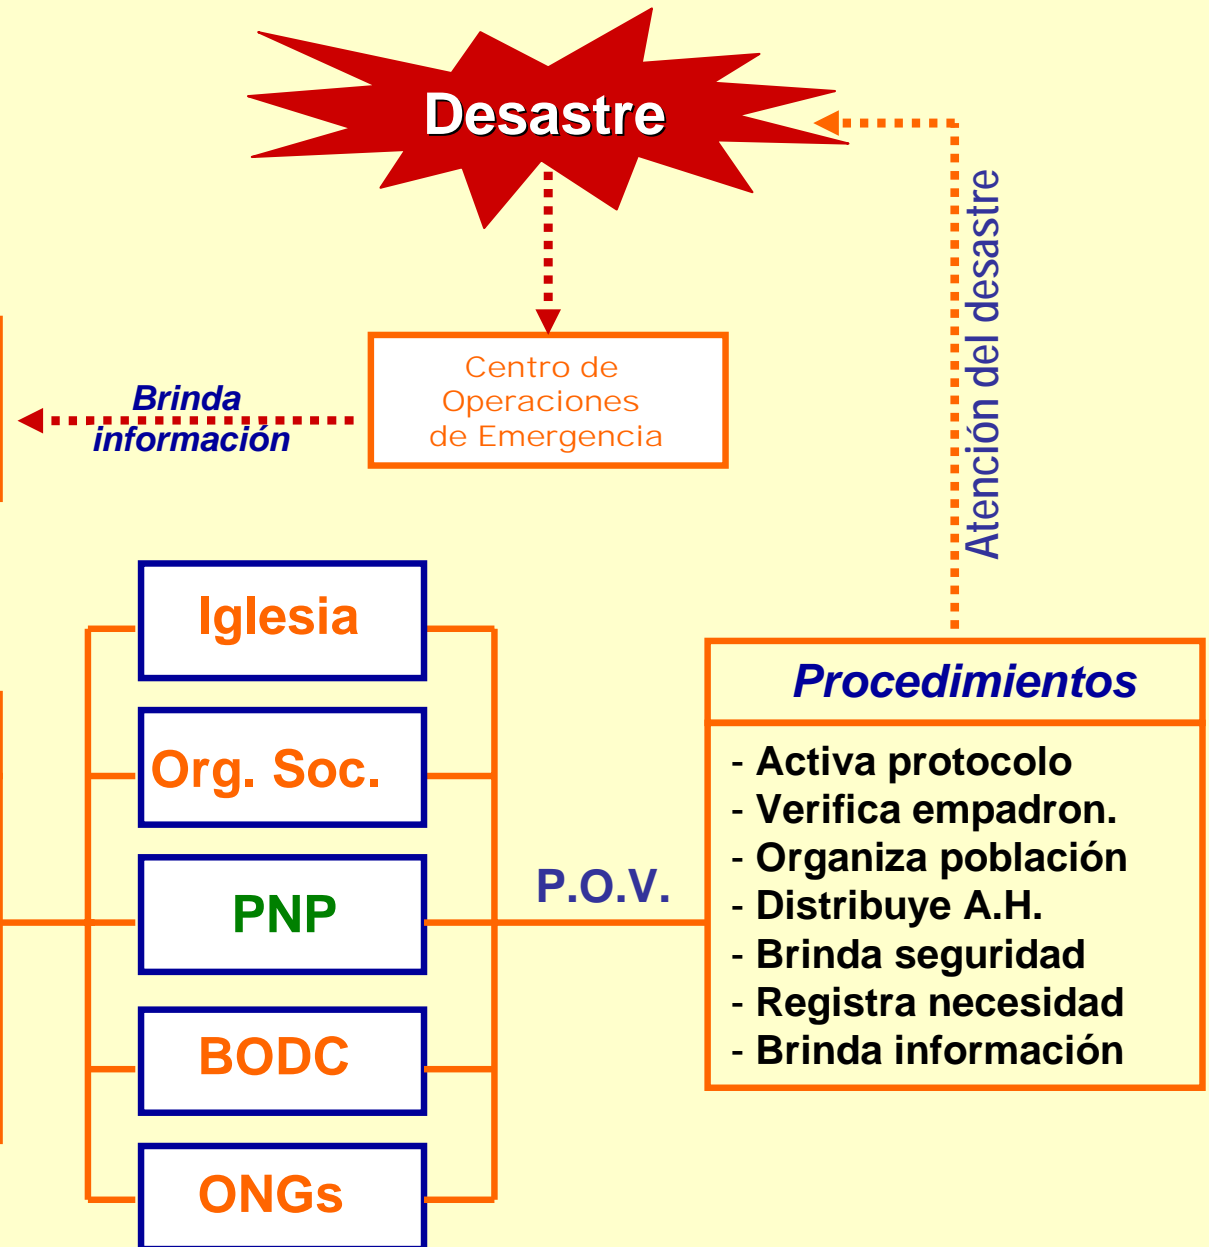 Desastre
Centro de
Operaciones
de Emergencia
Brinda
información
Atención del desastre
Iglesia
Org. Soc.
PNP
BODC
ONGs
P.O.V.
Procedimientos
- Activa protocolo
- Verifica empadron.
- Organiza población
- Distribuye A.H.
- Brinda seguridad
- Registra necesidad
- Brinda información